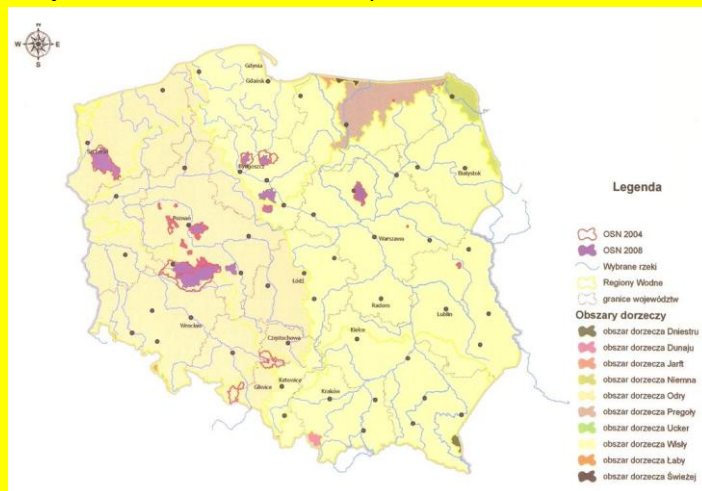 N
W E
S
Gdynia
Gdańsk
Szczecin
Bydgoszcz
Białystok
Poznań
Warszawa
Łódź
Radom
Lublin
Wrocław
Kielce
Częstochowa
Gliwice
Katowice
Kraków
Legenda
OSN 2004
OSN 2008
Wybrane rzeki
Regiony Wodne
granice województw
Obszary dorzeczy
obszar dorzecza Dniestru
obszar dorzecza Dunaju
obszar dorzecza Jarft
obszar dorzecza Niemna
obszar dorzecza Odry
obszar dorzecza Pregoły
obszar dorzecza Ucker
obszar dorzecza Wisły
obszar dorzecza Łaby
obszar dorzecza Świeżej